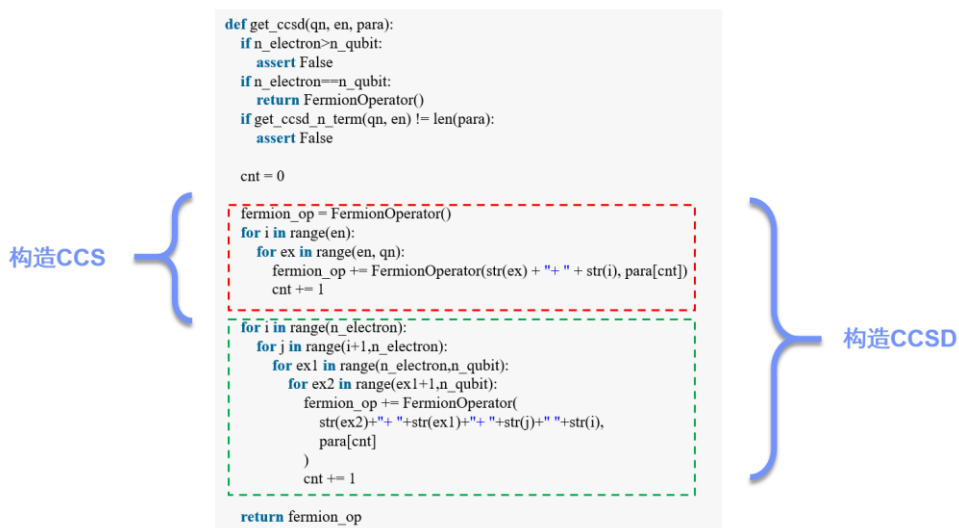 def get_ccsd(qn, en, para):
if n_electron>n_qubit:
assert False
if n_electron==n_qubit:
return FermionOperator()
if get_ccsd_n_term(qn, en) != len(para):
assert False
cnt = 0
fermion_op = FermionOperator()
for i in range(en):
for ex in range(en, qn):
fermion_op += FermionOperator(str(ex) + "+ " + str(i), para[cnt])
cnt += 1
构造CCS
for i in range(n_electron):
for j in range(i+1,n_electron):
for ex1 in range(n_electron,n_qubit):
for ex2 in range(ex1+1,n_qubit):
fermion_op += FermionOperator(
str(ex2)+"+ "+str(ex1)+"+ "+str(j)+" "+str(i),
para[cnt]
)
cnt += 1
构造CCSD
return fermion_op